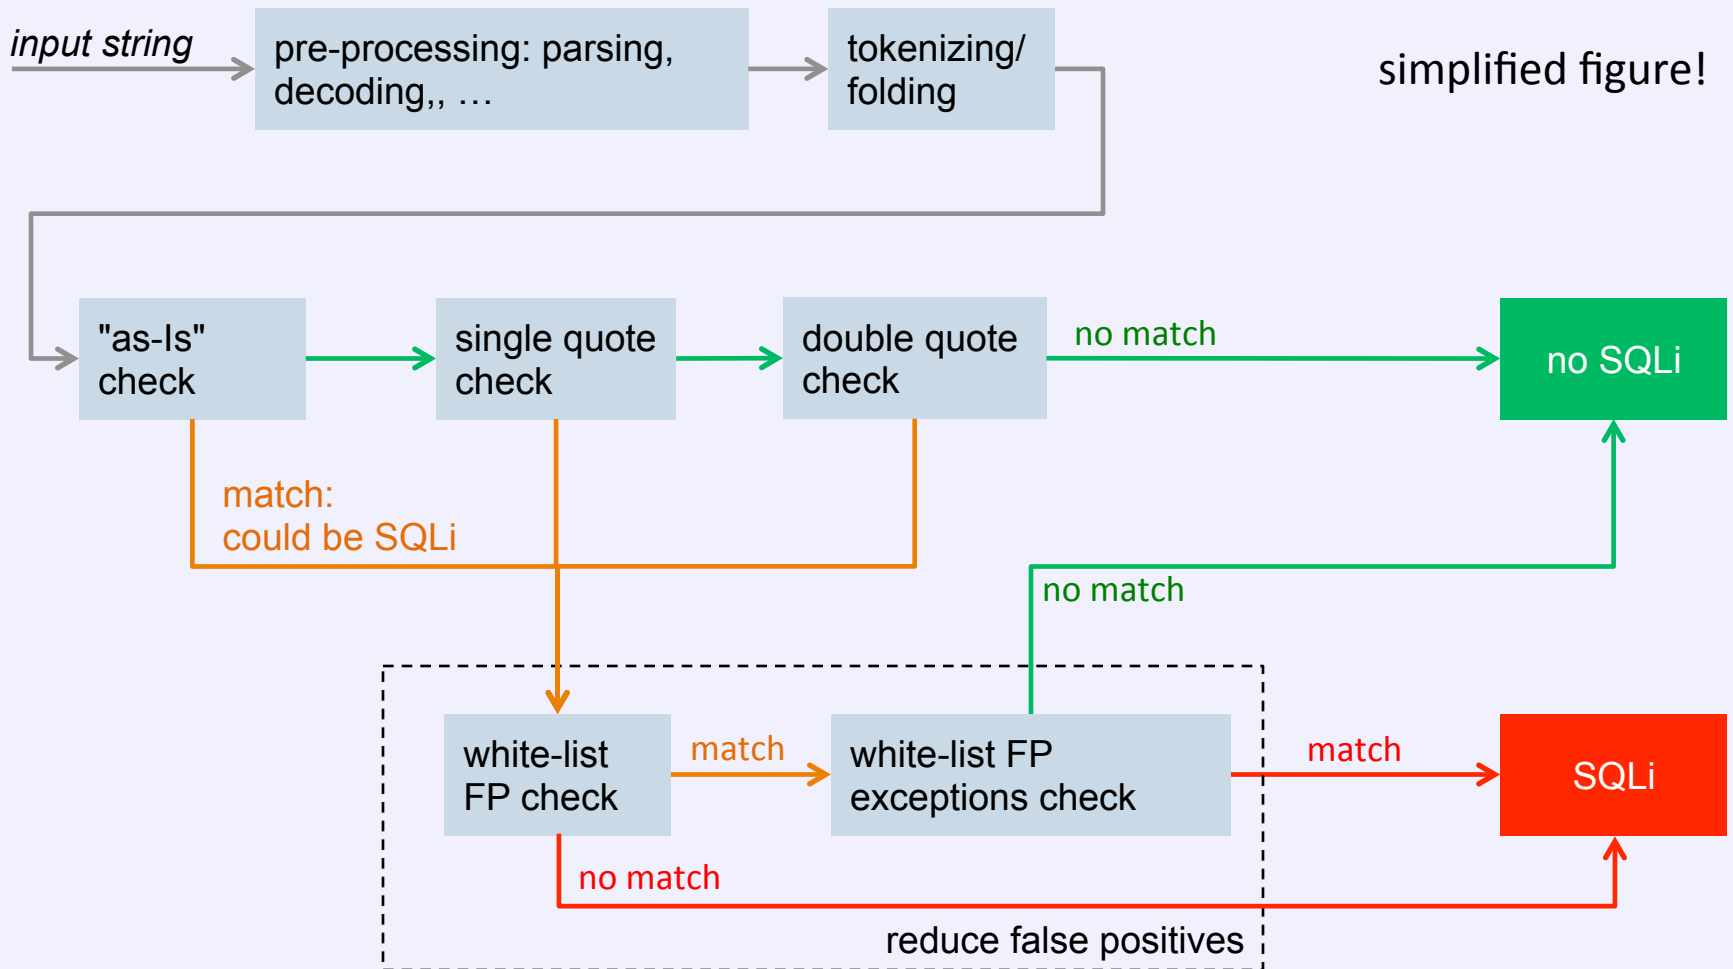 input string
pre-processing: parsing,
decoding,, …
tokenizing/
folding
simplified figure!
"as-Is"
check
single quote
check
double quote
check
no match
no SQLi
match:
could be SQLi
no match
white-list
FP check
match
white-list FP
exceptions check
match
SQLi
no match
reduce false positives